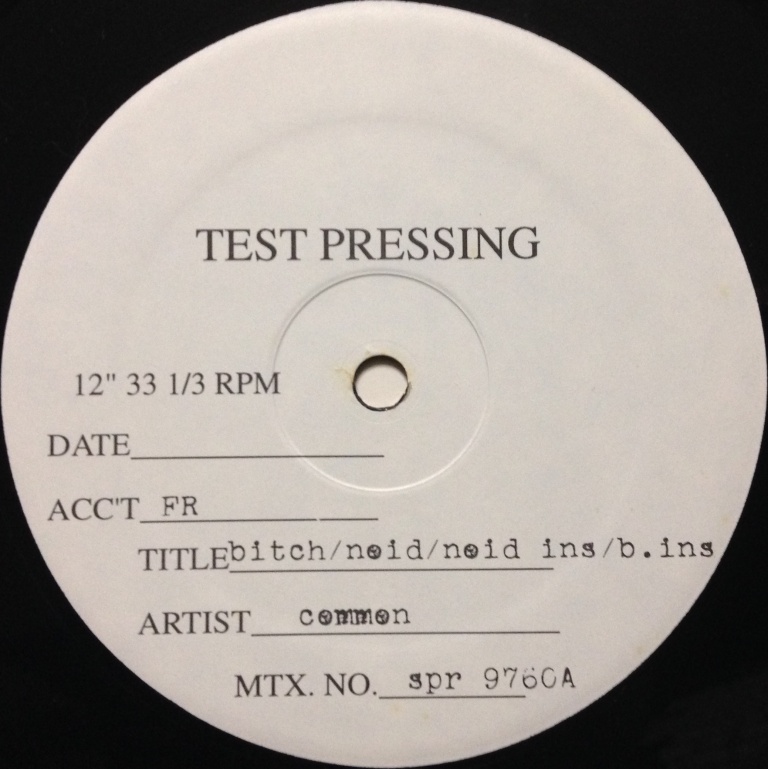 TEST PRESSING
12" 33 1/3 RPM
DATE
ACC'T FR
TITLE bitch/noid/noid ins/b.ins
ARTIST common
MTX. NO. spr 9760A